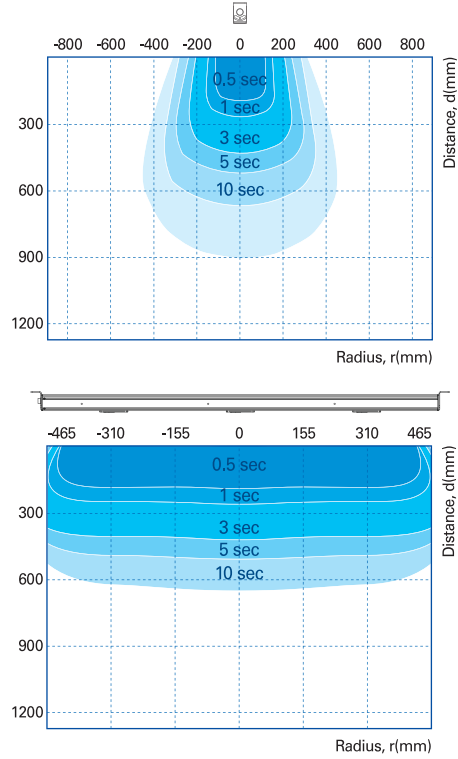 -800 -600 -400 -200 0 200 400 600 800
0.5 sec
1 sec
300
3 sec
5 sec
10 sec
600
900
1200
Distance, d(mm)
Radius, r(mm)
-465 -310 -155 0 155 310 465
0.5 sec
1 sec
300
3 sec
5 sec
10 sec
600
900
1200
Distance, d(mm)
Radius, r(mm)